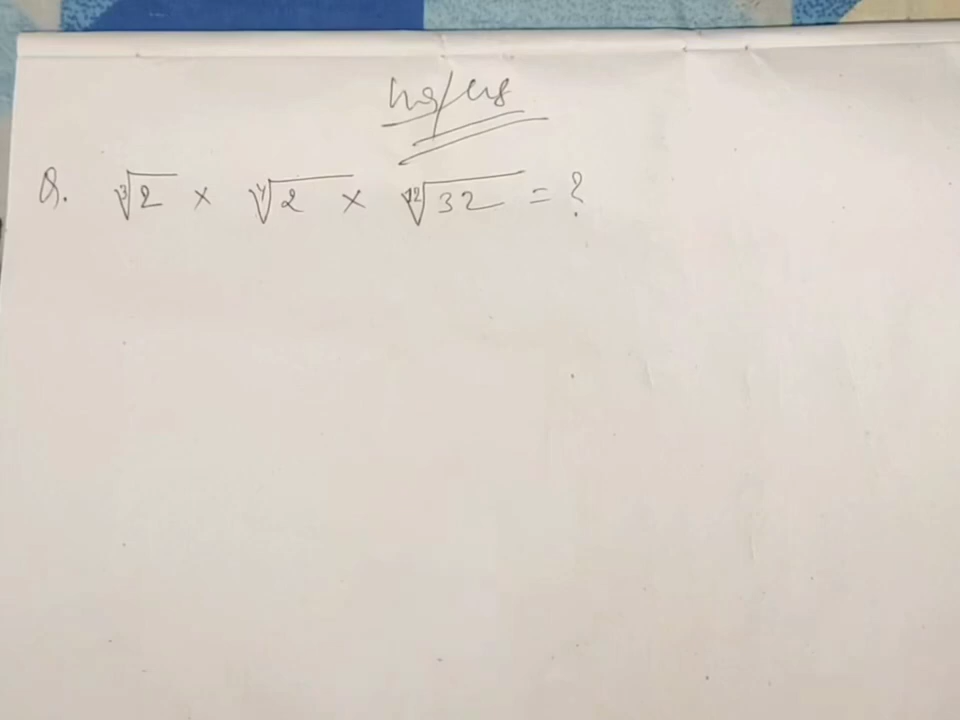 Q. ∛2 × ∜2 × ¹²√32 = ?